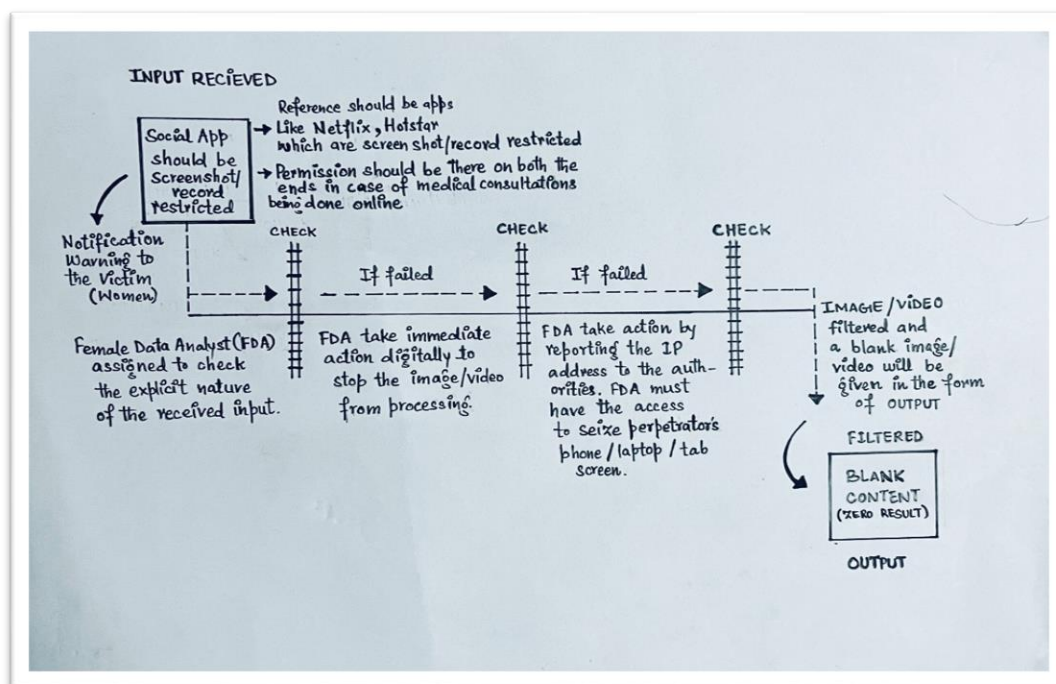 INPUT RECIEVED
Social App
should be
Screenshot/
record
restricted
Reference should be apps
→ Like Netflix, Hotstar
which are screen shot/record restricted
→ Permission should be there on both the
ends in case of medical consultations
being done online
Notification
Warning to
the Victim
(Women)
CHECK
If failed
CHECK
If failed
CHECK
Female Data Analyst (FDA)
assigned to check
the explicit nature
of the received input.
FDA take immediate
action digitally to
stop the image/video
from processing.
FDA take action by
reporting the IP
address to the auth-
orities. FDA must
have the access
to seize perpetrator's
phone/laptop/tab
screen.
IMAGE/VIDEO
filtered and
a blank image/
video will be
given in the form
of OUTPUT
FILTERED
BLANK
CONTENT
(ZERO RESULT)
OUTPUT